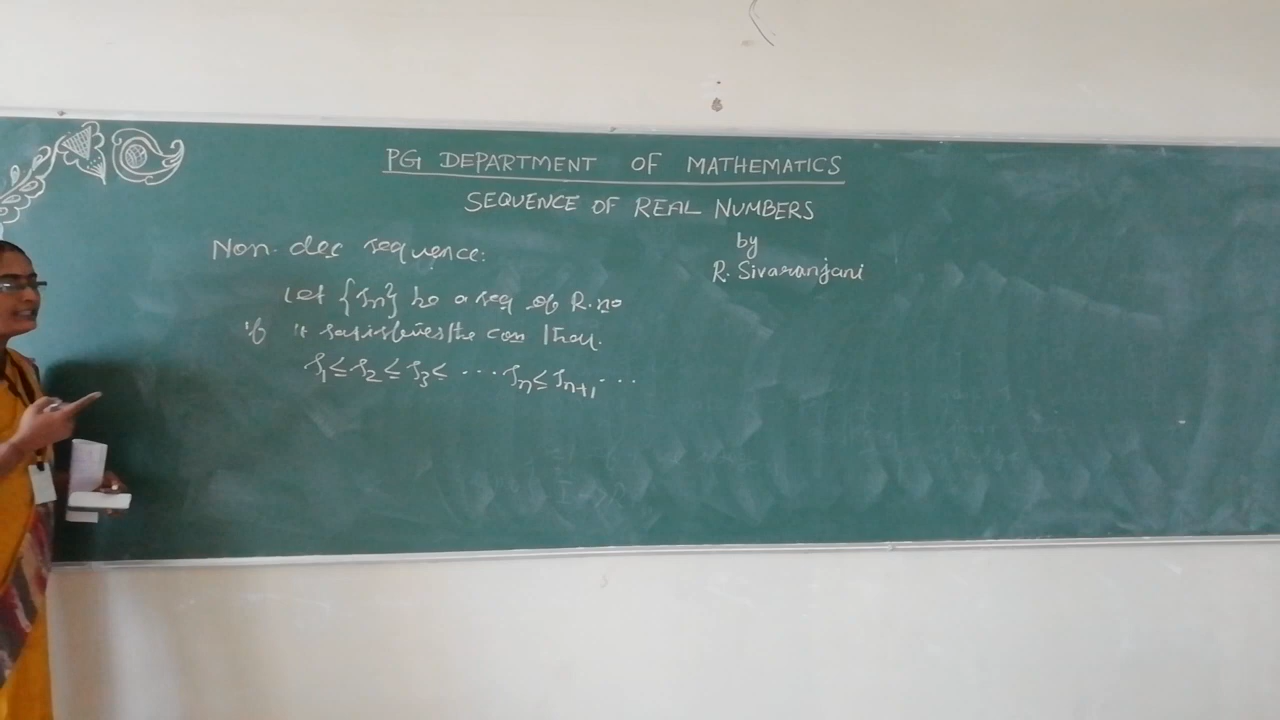 PG DEPARTMENT OF MATHEMATICS
SEQUENCE OF REAL NUMBERS
by
R. Sivaranjani
Non. dec sequence:
Let {Sn} be a seq of R. no
if it satisfies the con that.
S₁ ≤ S₂ ≤ S₃ ≤ ... Sₙ ≤ Sₙ₊₁ ...